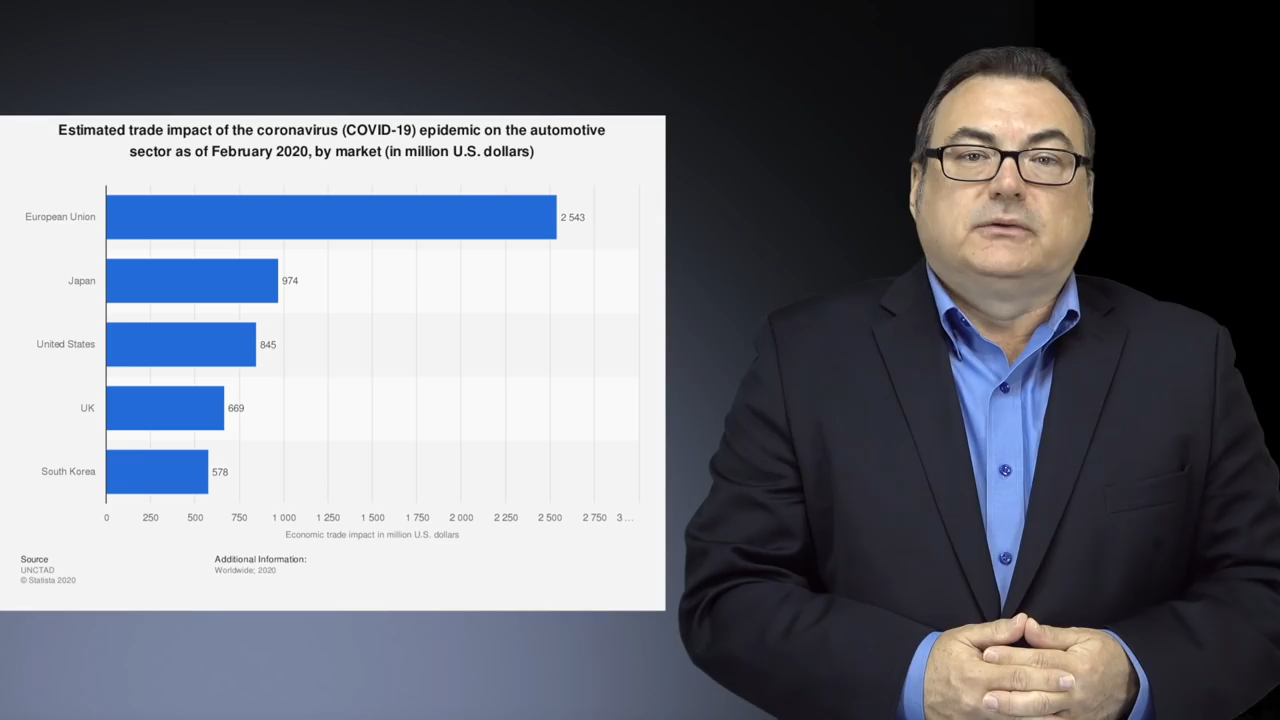 Estimated trade impact of the coronavirus (COVID-19) epidemic on the automotive
sector as of February 2020, by market (in million U.S. dollars)
European Union 2 543
Japan 974
United States 845
UK 669
South Korea 578
0 250 500 750 1 000 1 250 1 500 1 750 2 000 2 250 2 500 2 750 3…
Economic trade impact in million U.S. dollars
Source
UNCTAD
© Statista 2020
Additional Information:
Worldwide; 2020